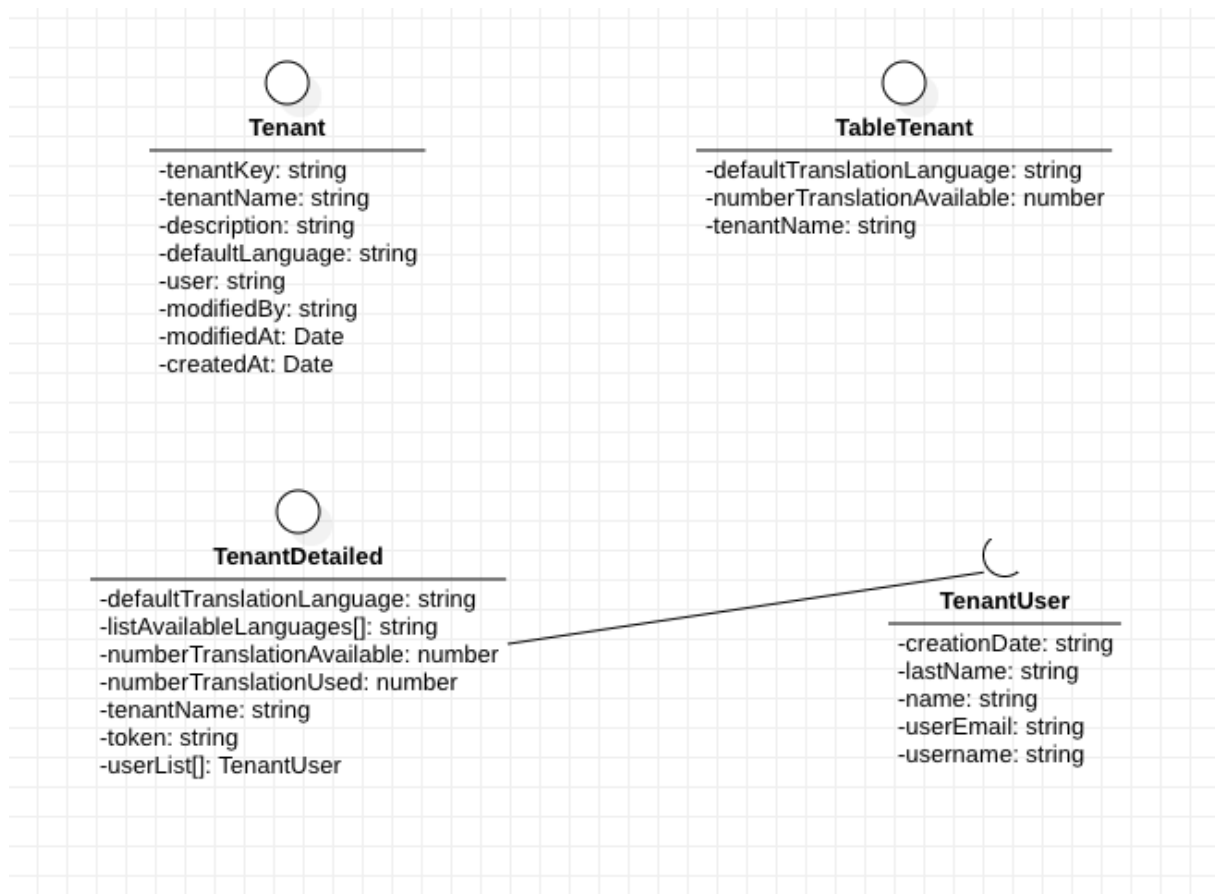 Tenant
-tenantKey: string
-tenantName: string
-description: string
-defaultLanguage: string
-user: string
-modifiedBy: string
-modifiedAt: Date
-createdAt: Date
TableTenant
-defaultTranslationLanguage: string
-numberTranslationAvailable: number
-tenantName: string
TenantDetailed
-defaultTranslationLanguage: string
-listAvailableLanguages[]: string
-numberTranslationAvailable: number
-numberTranslationUsed: number
-tenantName: string
-token: string
-userList[]: TenantUser
TenantUser
-creationDate: string
-lastName: string
-name: string
-userEmail: string
-username: string